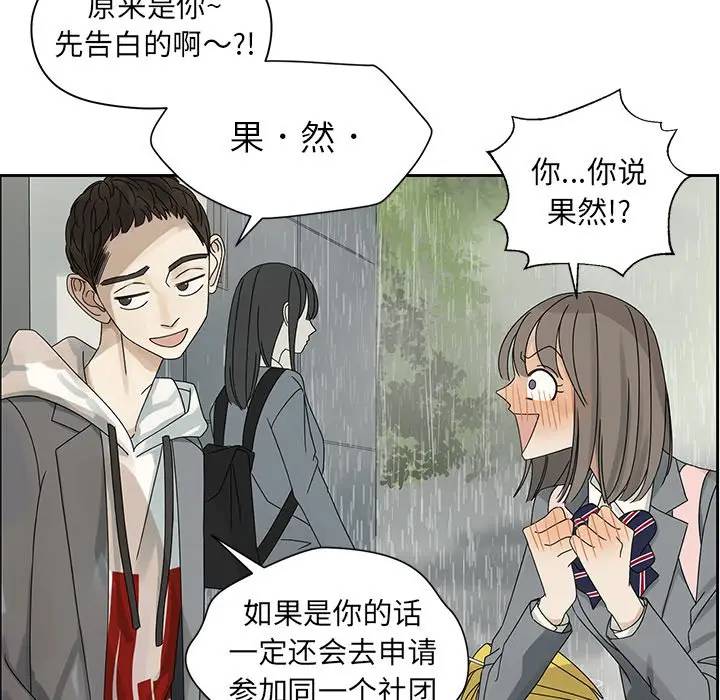 原来是你~
先告白的啊～?!
果·然·
你...你说
果然!?
如果是你的话
一定还会去申请
参加同一个社团